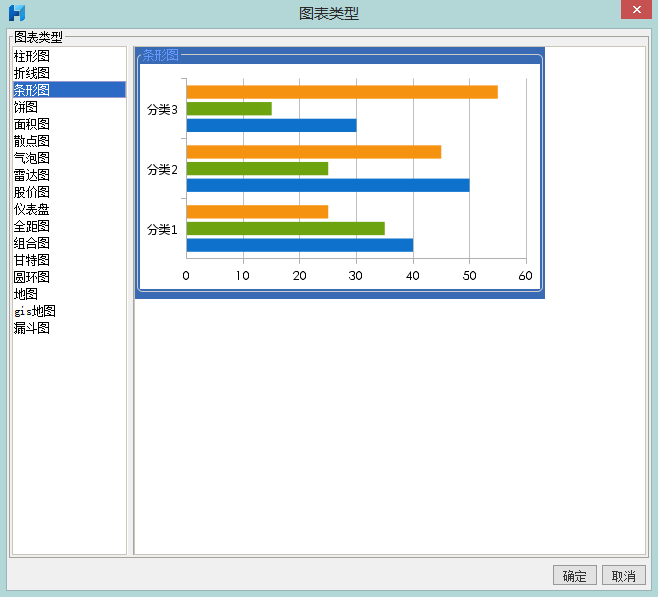 图表类型
图表类型
柱形图
折线图
条形图
饼图
面积图
散点图
气泡图
雷达图
股价图
仪表盘
全距图
组合图
甘特图
圆环图
地图
gis地图
漏斗图
条形图
分类3
分类2
分类1
0 10 20 30 40 50 60
确定 取消